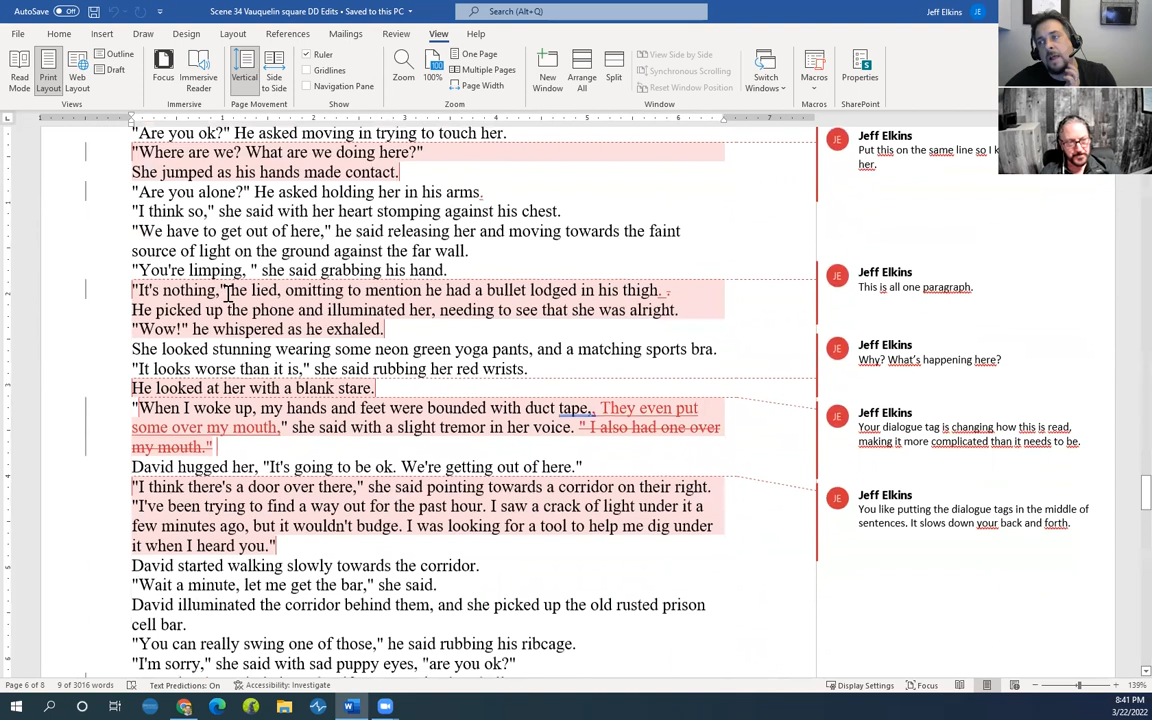 AutoSave Off Scene 34 Vauquelin square DD Edits • Saved to this PC Search (Alt+Q) Jeff Elkins JE
File Home Insert Draw Design Layout References Mailings Review View Help
Read Mode Print Layout Web Layout Outline Draft Focus Immersive Reader Vertical Side to Side Ruler Gridlines Navigation Pane Zoom 100% One Page Multiple Pages Page Width New Window Arrange All Split View Side by Side Synchronous Scrolling Reset Window Position Switch Windows Macros Properties
Views Immersive Page Movement Show Zoom Window Macros SharePoint
1 1 2 3 4 5 6 7
"Are you ok?" He asked moving in trying to touch her.
"Where are we? What are we doing here?"
She jumped as his hands made contact.
"Are you alone?" He asked holding her in his arms.
"I think so," she said with her heart stomping against his chest.
"We have to get out of here," he said releasing her and moving towards the faint
source of light on the ground against the far wall.
"You're limping, " she said grabbing his hand.
"It's nothing," he lied, omitting to mention he had a bullet lodged in his thigh. .
He picked up the phone and illuminated her, needing to see that she was alright.
"Wow!" he whispered as he exhaled.
She looked stunning wearing some neon green yoga pants, and a matching sports bra.
"It looks worse than it is," she said rubbing her red wrists.
He looked at her with a blank stare.
"When I woke up, my hands and feet were bounded with duct tape,. They even put
some over my mouth," she said with a slight tremor in her voice. " I also had one over
my mouth."
David hugged her, "It's going to be ok. We're getting out of here."
"I think there's a door over there," she said pointing towards a corridor on their right.
"I've been trying to find a way out for the past hour. I saw a crack of light under it a
few minutes ago, but it wouldn't budge. I was looking for a tool to help me dig under
it when I heard you."
David started walking slowly towards the corridor.
"Wait a minute, let me get the bar," she said.
David illuminated the corridor behind them, and she picked up the old rusted prison
cell bar.
"You can really swing one of those," he said rubbing his ribcage.
"I'm sorry," she said with sad puppy eyes, "are you ok?"
JE Jeff Elkins
Put this on the same line so I k
her.
JE Jeff Elkins
This is all one paragraph.
JE Jeff Elkins
Why? What's happening here?
JE Jeff Elkins
Your dialogue tag is changing how this is read,
making it more complicated than it needs to be.
JE Jeff Elkins
You like putting the dialogue tags in the middle of
sentences. It slows down your back and forth.
Page 6 of 8 9 of 3016 words Text Predictions: On Accessibility: Investigate Display Settings Focus 139%
8:41 PM
3/22/2022